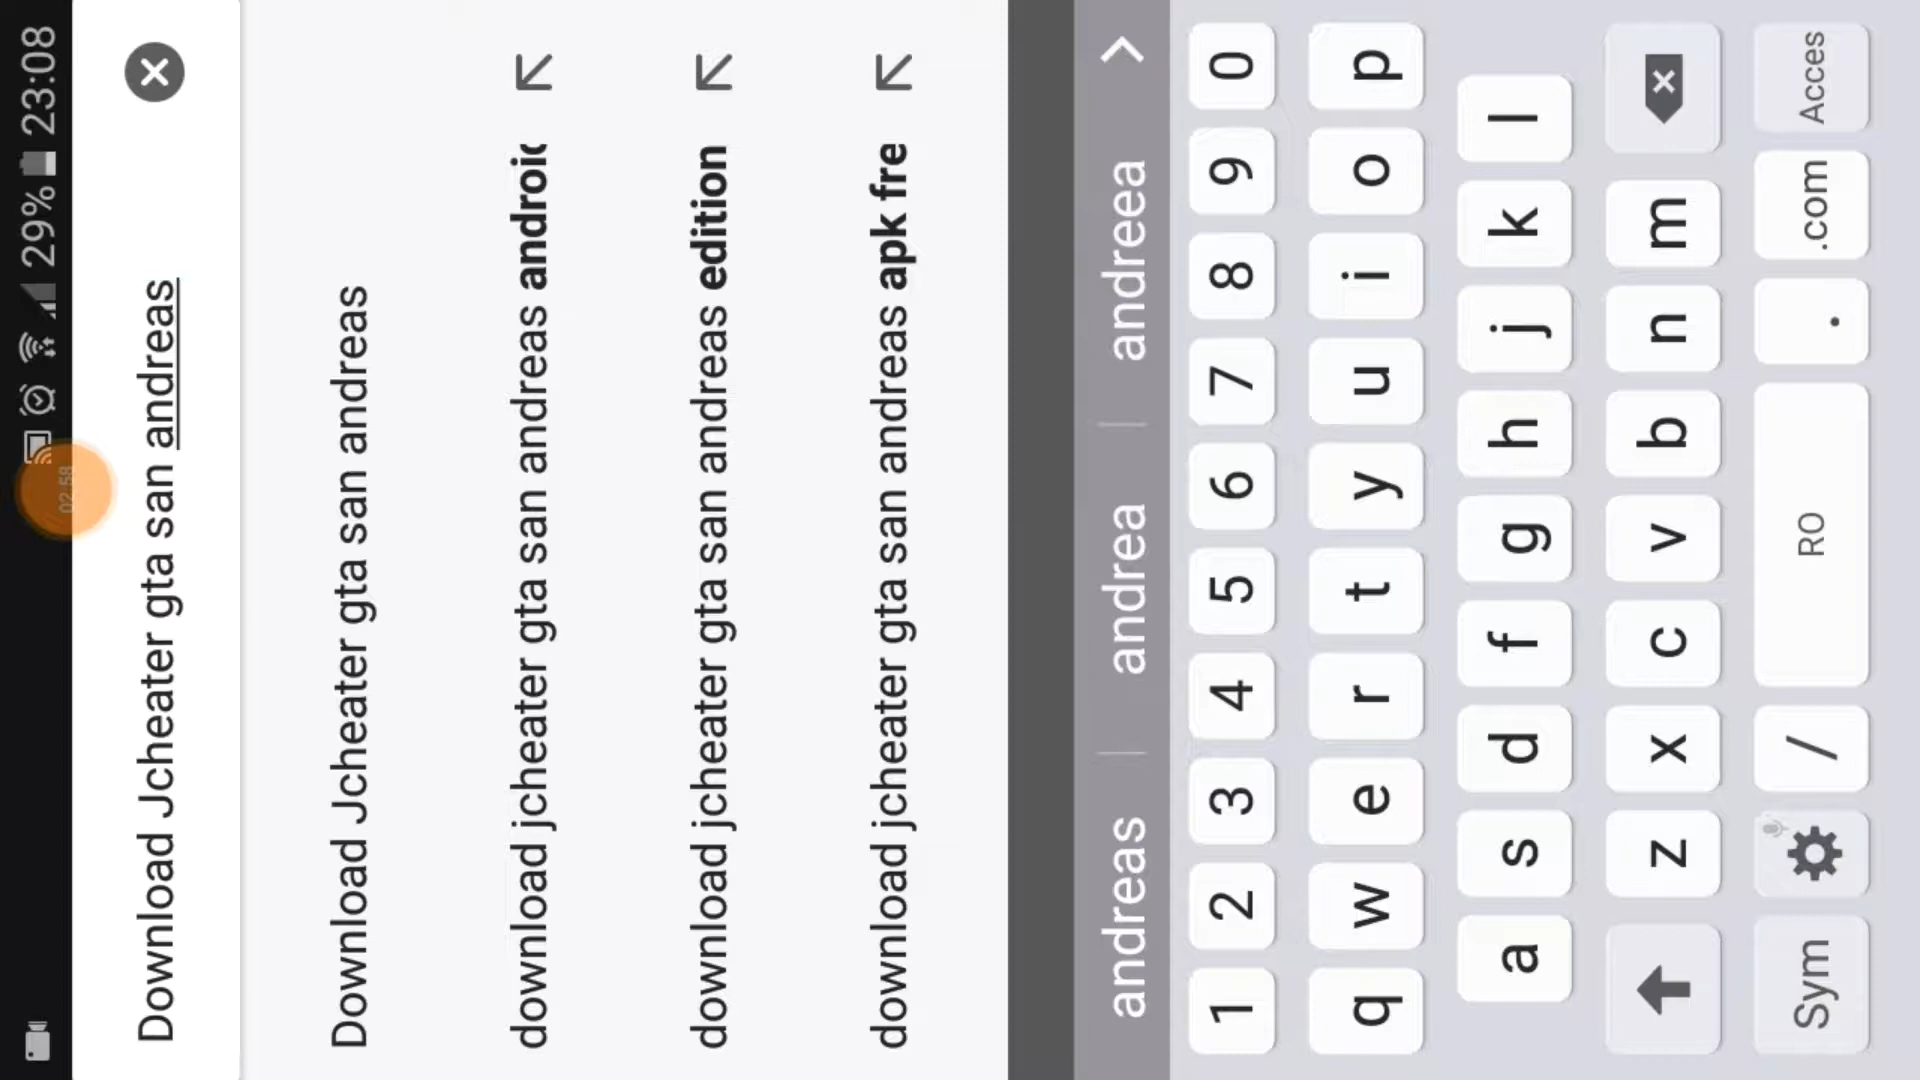 29% 23:08
02:58
Download Jcheater gta san andreas
Download Jcheater gta san andreas
download jcheater gta san andreas androi
download jcheater gta san andreas edition
download jcheater gta san andreas apk fre
andreas andrea andreea
1 2 3 4 5 6 7 8 9 0
q w e r t y u i o p
a s d f g h j k l
z x c v b n m
Sym / RO . .com Acces